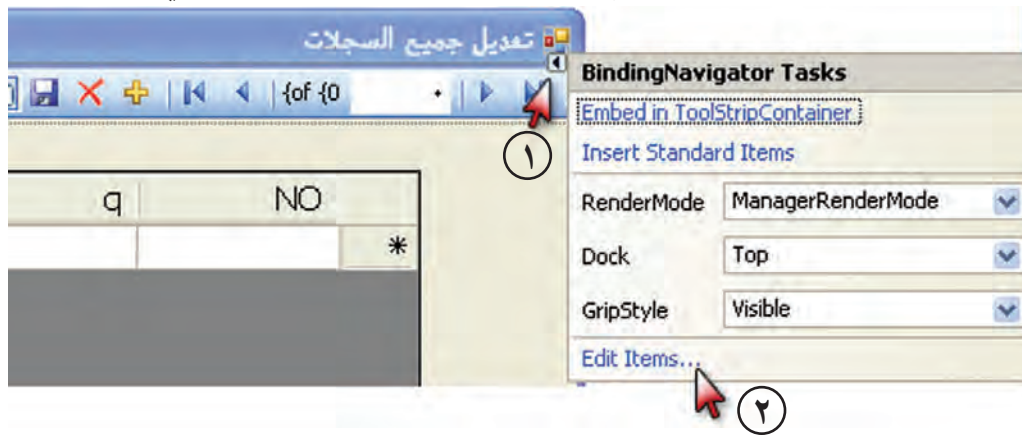 تعديل جميع السجلات
{of {0
٠
q NO
*
١
BindingNavigator Tasks
Embed in ToolStripContainer
Insert Standard Items
RenderMode ManagerRenderMode
Dock Top
GripStyle Visible
Edit Items...
٢